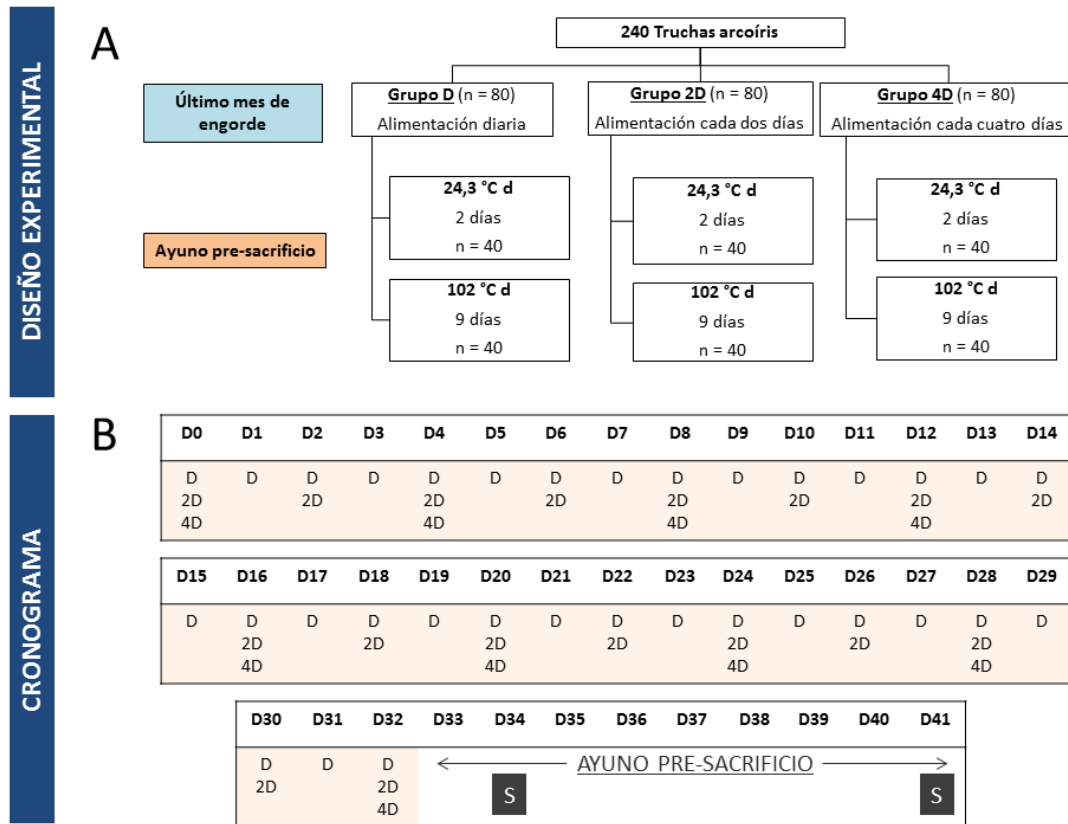 DISEÑO EXPERIMENTAL
A
240 Truchas arcoíris
Último mes de
engorde
Grupo D (n = 80)
Alimentación diaria
Grupo 2D (n = 80)
Alimentación cada dos días
Grupo 4D (n = 80)
Alimentación cada cuatro días
Ayuno pre-sacrificio
24,3 °C d
2 días
n = 40
24,3 °C d
2 días
n = 40
24,3 °C d
2 días
n = 40
102 °C d
9 días
n = 40
102 °C d
9 días
n = 40
102 °C d
9 días
n = 40
CRONOGRAMA
B
D0 D1 D2 D3 D4 D5 D6 D7 D8 D9 D10 D11 D12 D13 D14
D D D D D D D D D D D D D D D
2D 2D 2D 2D 2D 2D 2D 2D
4D 4D 4D 4D
D15 D16 D17 D18 D19 D20 D21 D22 D23 D24 D25 D26 D27 D28 D29
D D D D D D D D D D D D D D D
2D 2D 2D 2D 2D 2D 2D
4D 4D 4D 4D
D30 D31 D32 D33 D34 D35 D36 D37 D38 D39 D40 D41
D D D AYUNO PRE-SACRIFICIO
2D 2D S S
4D